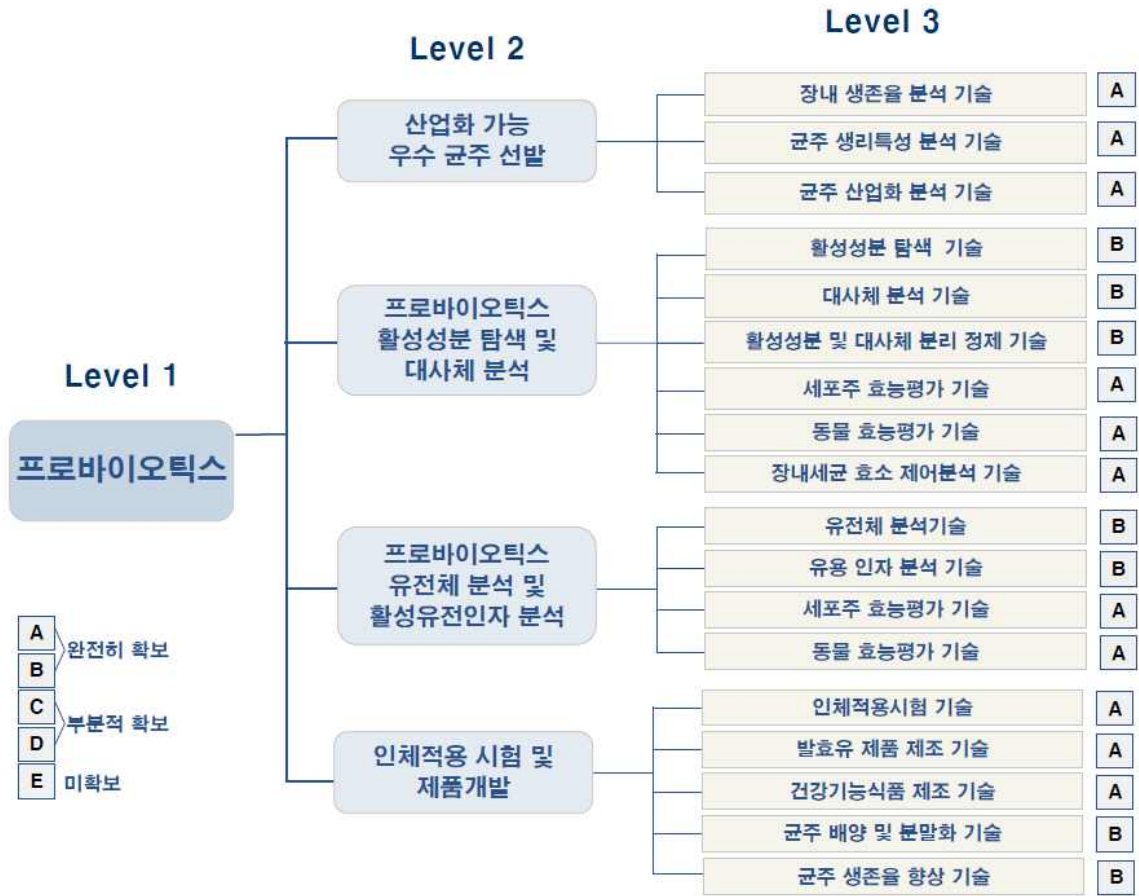 Level 1
Level 2
Level 3
프로바이오틱스
산업화 가능
우수 균주 선발
장내 생존율 분석 기술 A
균주 생리특성 분석 기술 A
균주 산업화 분석 기술 A
프로바이오틱스
활성성분 탐색 및
대사체 분석
활성성분 탐색 기술 B
대사체 분석 기술 B
활성성분 및 대사체 분리 정제 기술 B
세포주 효능평가 기술 A
동물 효능평가 기술 A
장내세균 효소 제어분석 기술 A
프로바이오틱스
유전체 분석 및
활성유전인자 분석
유전체 분석기술 B
유용 인자 분석 기술 B
세포주 효능평가 기술 A
동물 효능평가 기술 A
인체적용 시험 및
제품개발
인체적용시험 기술 A
발효유 제품 제조 기술 A
건강기능식품 제조 기술 A
균주 배양 및 분말화 기술 B
균주 생존율 향상 기술 B
A
B
완전히 확보
C
D
부분적 확보
E 미확보